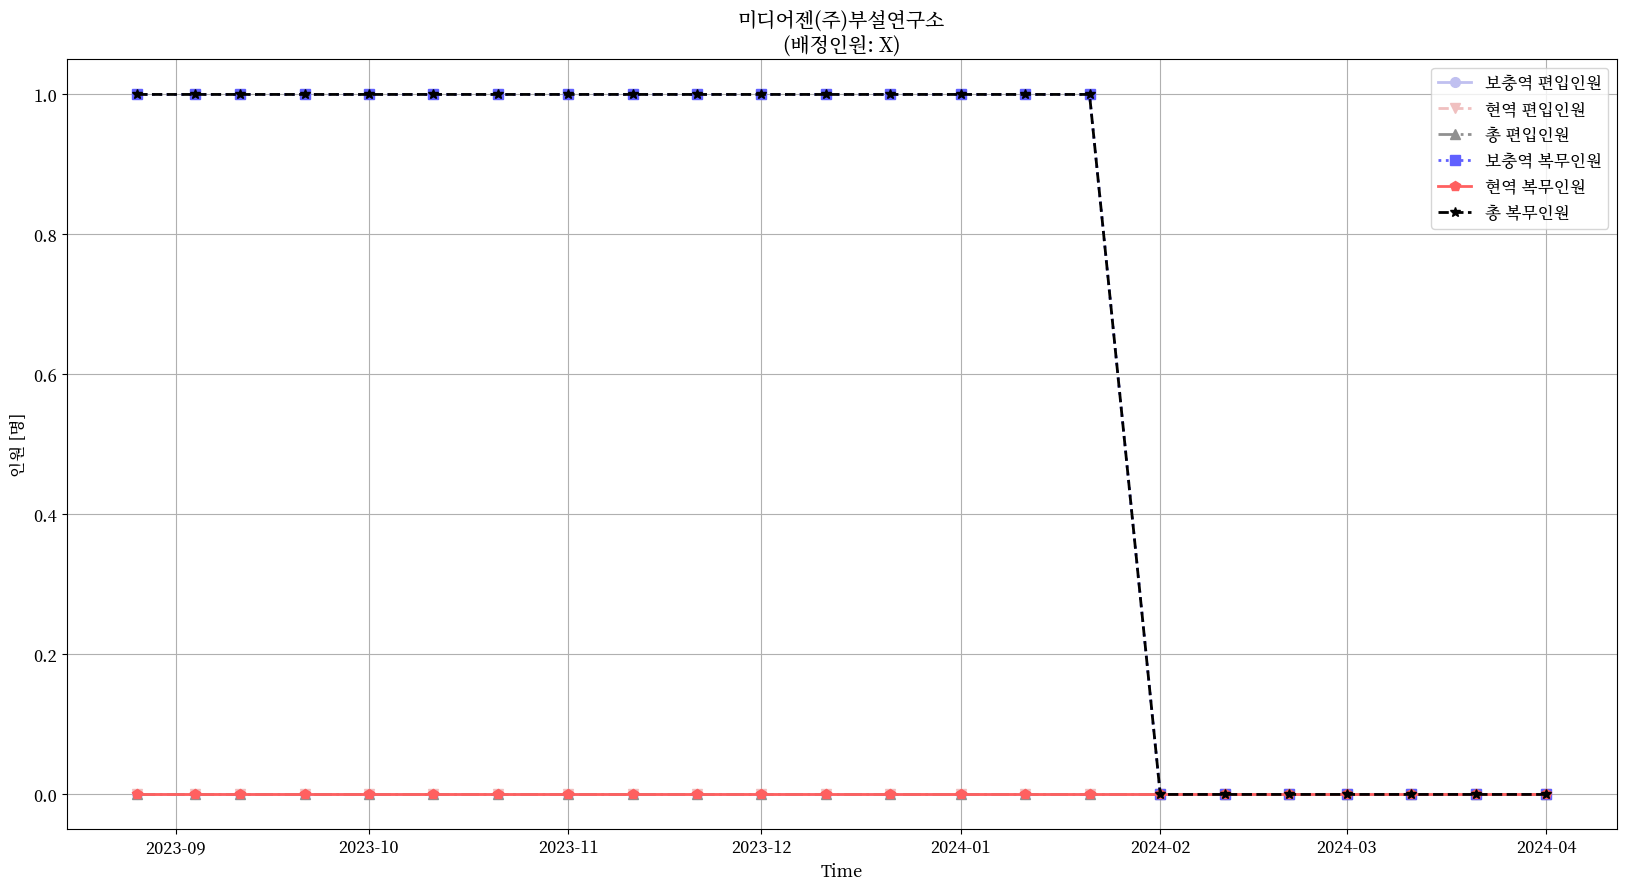 미디어젠(주)부설연구소
(배정인원: X)
보충역 편입인원
현역 편입인원
총 편입인원
보충역 복무인원
현역 복무인원
총 복무인원
인원 [명]
1.0
0.8
0.6
0.4
0.2
0.0
2023-09
2023-10
2023-11
2023-12
2024-01
2024-02
2024-03
2024-04
Time